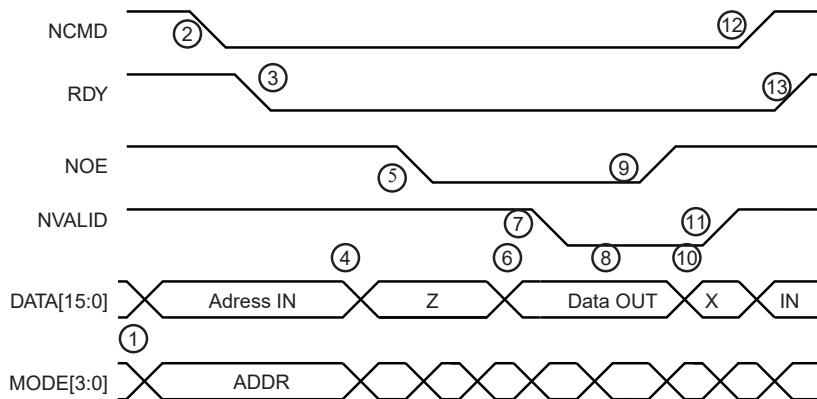 NCMD ② ⑫
RDY ③ ⑬
NOE ⑤ ⑨
NVALID ⑦ ⑪
④ ⑥ ⑧ ⑩
DATA[15:0] Adress IN Z Data OUT X IN
①
MODE[3:0] ADDR